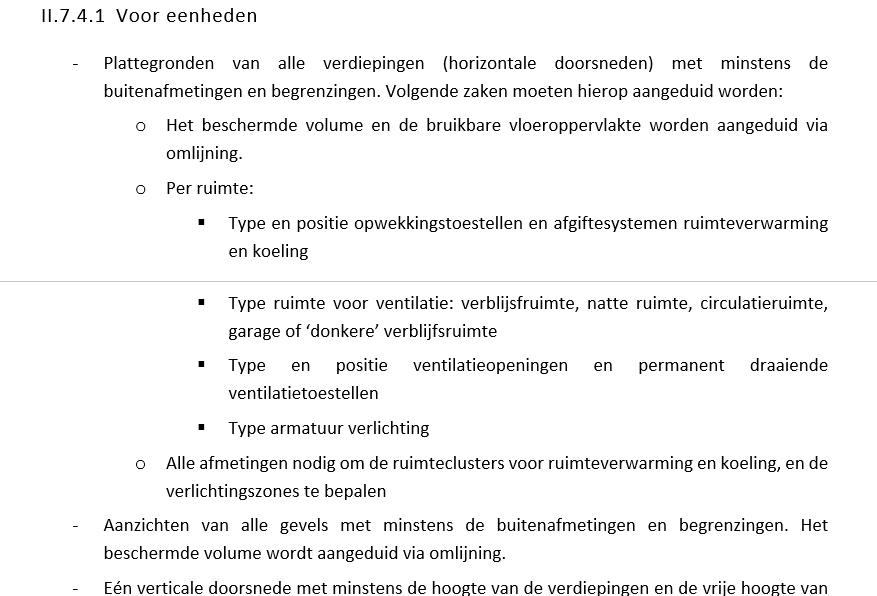 II.7.4.1 Voor eenheden
- Plattegronden van alle verdiepingen (horizontale doorsneden) met minstens de
buitenafmetingen en begrenzingen. Volgende zaken moeten hierop aangeduid worden:
o Het beschermde volume en de bruikbare vloeroppervlakte worden aangeduid via
omlijning.
o Per ruimte:
▪ Type en positie opwekkingstoestellen en afgiftesystemen ruimteverwarming
en koeling
▪ Type ruimte voor ventilatie: verblijsfruimte, natte ruimte, circulatieruimte,
garage of ‘donkere’ verblijfsruimte
▪ Type en positie ventilatieopeningen en permanent draaiende
ventilatietoestellen
▪ Type armatuur verlichting
o Alle afmetingen nodig om de ruimteclusters voor ruimteverwarming en koeling, en de
verlichtingszones te bepalen
- Aanzichten van alle gevels met minstens de buitenafmetingen en begrenzingen. Het
beschermde volume wordt aangeduid via omlijning.
- Eén verticale doorsnede met minstens de hoogte van de verdiepingen en de vrije hoogte van